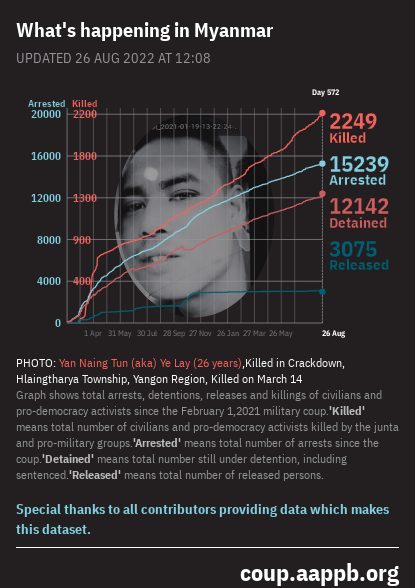 What's happening in Myanmar
UPDATED 26 AUG 2022 AT 12:08
Day 572
Arrested Killed
20000 2200
16000 1800
12000 1300
8000 900
4000 400
0
2249
Killed
15239
Arrested
12142
Detained
3075
Released
1 Apr 31 May 30 Jul 28 Sep 27 Nov 26 Jan 27 Mar 26 May 26 Aug
PHOTO: Yan Naing Tun (aka) Ye Lay (26 years),Killed in Crackdown,
Hlaingtharya Township, Yangon Region, Killed on March 14
Graph shows total arrests, detentions, releases and killings of civilians and
pro-democracy activists since the February 1,2021 military coup.'Killed'
means total number of civilians and pro-democracy activists killed by the junta
and pro-military groups.'Arrested' means total number of arrests since the
coup.'Detained' means total number still under detention, including
sentenced.'Released' means total number of released persons.
Special thanks to all contributors providing data which makes
this dataset.
coup.aappb.org